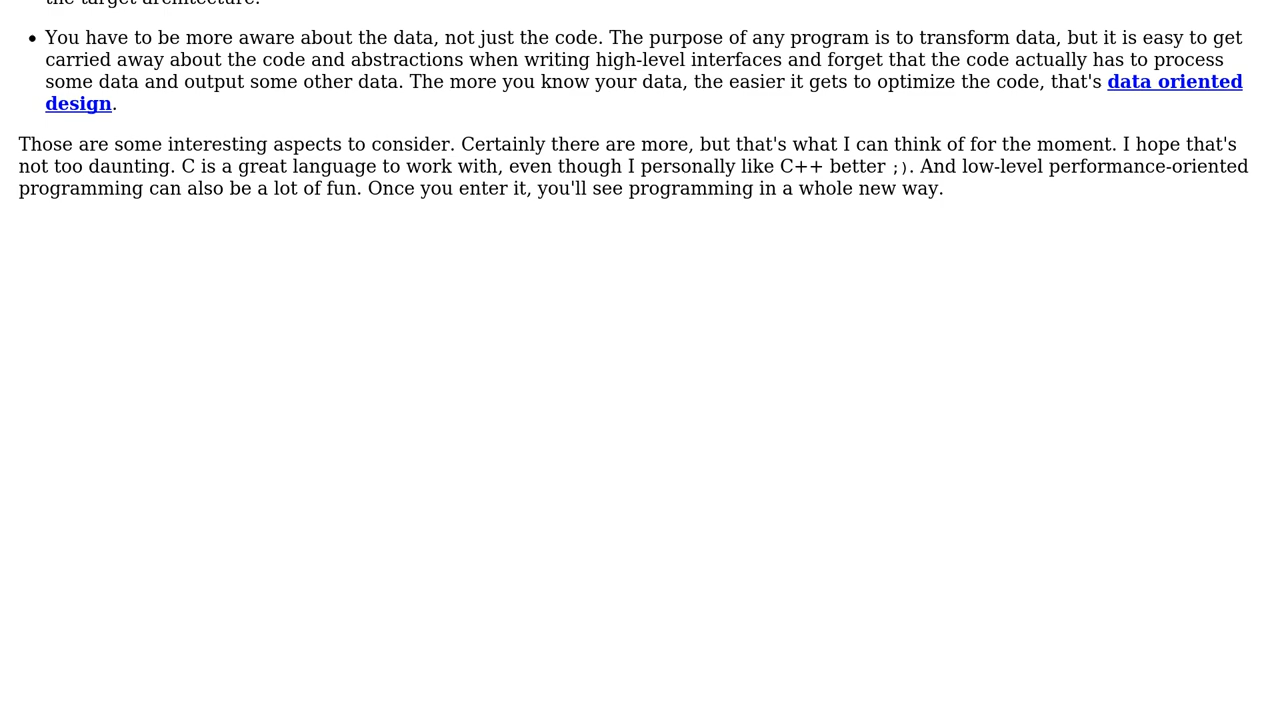 the target architecture.
You have to be more aware about the data, not just the code. The purpose of any program is to transform data, but it is easy to get
carried away about the code and abstractions when writing high-level interfaces and forget that the code actually has to process
some data and output some other data. The more you know your data, the easier it gets to optimize the code, that's data oriented
design.
Those are some interesting aspects to consider. Certainly there are more, but that's what I can think of for the moment. I hope that's
not too daunting. C is a great language to work with, even though I personally like C++ better ;). And low-level performance-oriented
programming can also be a lot of fun. Once you enter it, you'll see programming in a whole new way.